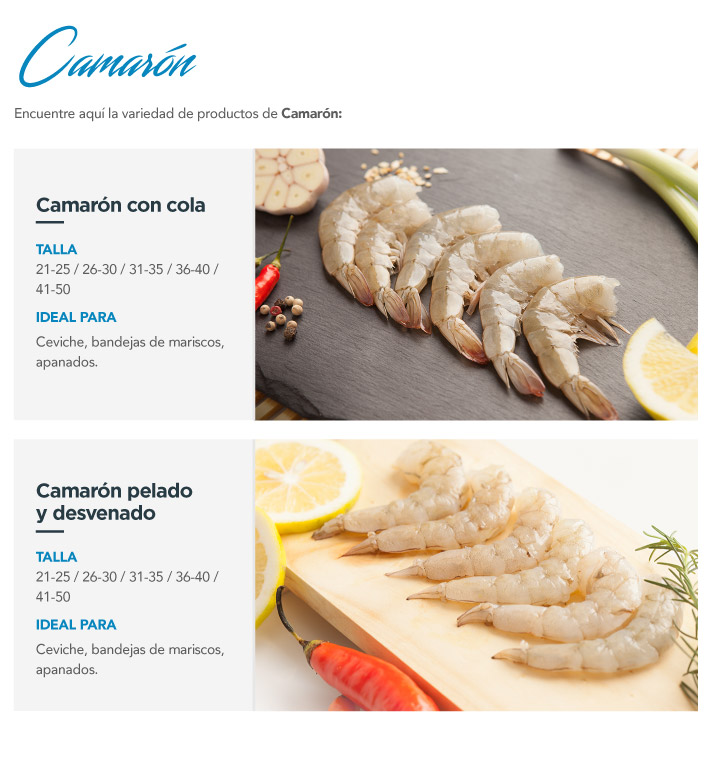 Camarón
Encuentre aquí la variedad de productos de Camarón:
Camarón con cola
TALLA
21-25 / 26-30 / 31-35 / 36-40 /
41-50
IDEAL PARA
Ceviche, bandejas de mariscos,
apanados.
Camarón pelado
y desvenado
TALLA
21-25 / 26-30 / 31-35 / 36-40 /
41-50
IDEAL PARA
Ceviche, bandejas de mariscos,
apanados.